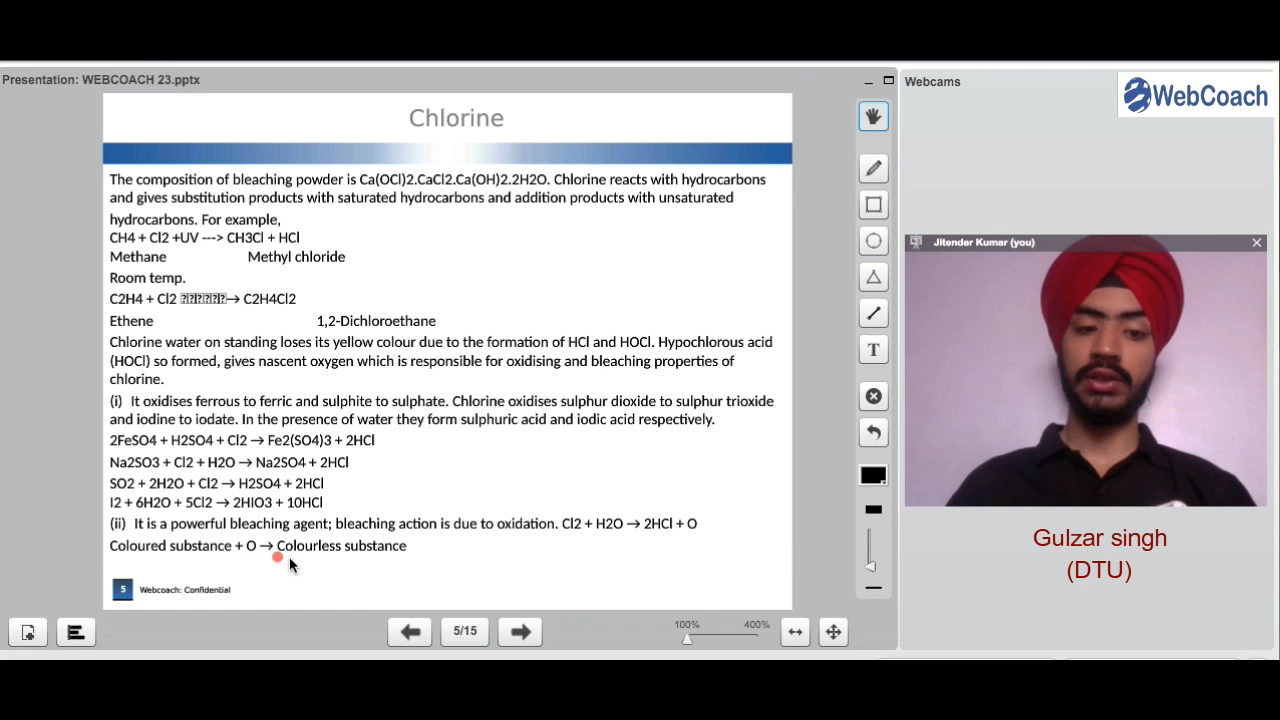 Presentation: WEBCOACH 23.pptx
Webcams
WebCoach
Chlorine
The composition of bleaching powder is Ca(OCl)2.CaCl2.Ca(OH)2.2H2O. Chlorine reacts with hydrocarbons
and gives substitution products with saturated hydrocarbons and addition products with unsaturated
hydrocarbons. For example,
CH4 + Cl2 +UV ---> CH3Cl + HCl
Methane Methyl chloride
Room temp.
C2H4 + Cl2 → C2H4Cl2
Ethene 1,2-Dichloroethane
Chlorine water on standing loses its yellow colour due to the formation of HCl and HOCl. Hypochlorous acid
(HOCl) so formed, gives nascent oxygen which is responsible for oxidising and bleaching properties of
chlorine.
(i) It oxidises ferrous to ferric and sulphite to sulphate. Chlorine oxidises sulphur dioxide to sulphur trioxide
and iodine to iodate. In the presence of water they form sulphuric acid and iodic acid respectively.
2FeSO4 + H2SO4 + Cl2 → Fe2(SO4)3 + 2HCl
Na2SO3 + Cl2 + H2O → Na2SO4 + 2HCl
SO2 + 2H2O + Cl2 → H2SO4 + 2HCl
I2 + 6H2O + 5Cl2 → 2HIO3 + 10HCl
(ii) It is a powerful bleaching agent; bleaching action is due to oxidation. Cl2 + H2O → 2HCl + O
Coloured substance + O → Colourless substance
5 Webcoach: Confidential
5/15
100% 400%
T
Jitender Kumar (you)
Gulzar singh
(DTU)